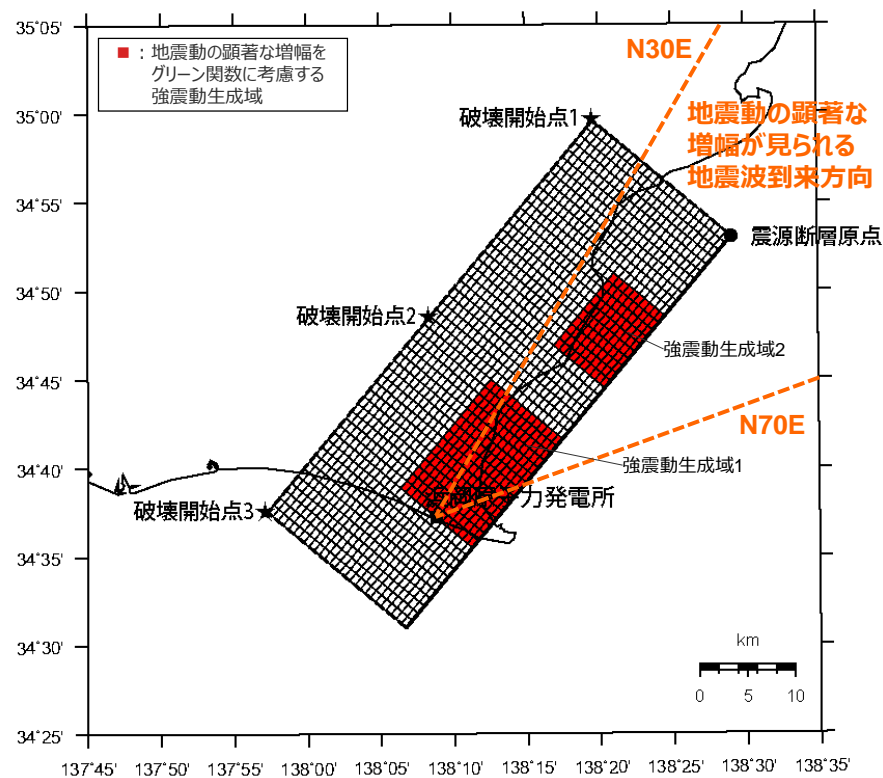 35°05'
35°00'
34°55'
34°50'
34°45'
34°40'
34°35'
34°30'
34°25'
■ : 地震動の顕著な増幅を
グリーン関数に考慮する
強震動生成域
N30E
地震動の顕著な
増幅が見られる
地震波到来方向
破壊開始点1
震源断層原点
破壊開始点2
強震動生成域2
N70E
強震動生成域1
力発電所
破壊開始点3
km
0 5 10
137°45' 137°50' 137°55' 138°00' 138°05' 138°10' 138°15' 138°20' 138°25' 138°30' 138°35'